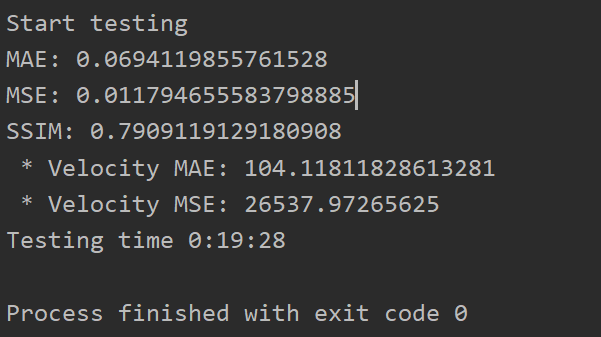 Start testing
MAE: 0.0694119855761528
MSE: 0.011794655583798885
SSIM: 0.7909119129180908
 * Velocity MAE: 104.11811828613281
 * Velocity MSE: 26537.97265625
Testing time 0:19:28
Process finished with exit code 0